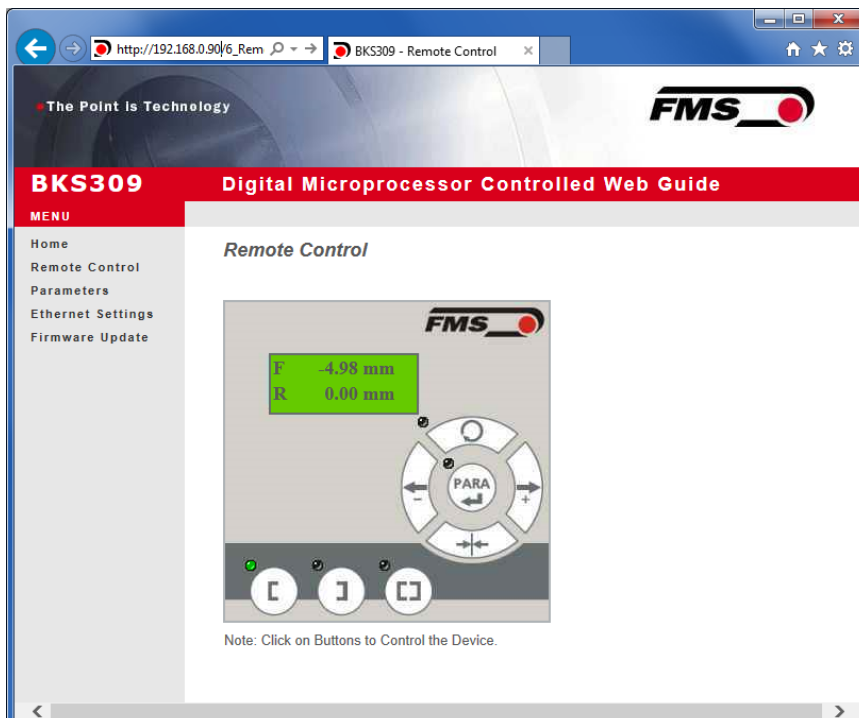 http://192.168.0.90/6_Rem
BKS309 - Remote Control
The Point is Technology
FMS
BKS309
Digital Microprocessor Controlled Web Guide
MENU
Home
Remote Control
Parameters
Ethernet Settings
Firmware Update
Remote Control
FMS
F -4.98 mm
R 0.00 mm
PARA
- +
[ ] []
Note: Click on Buttons to Control the Device.